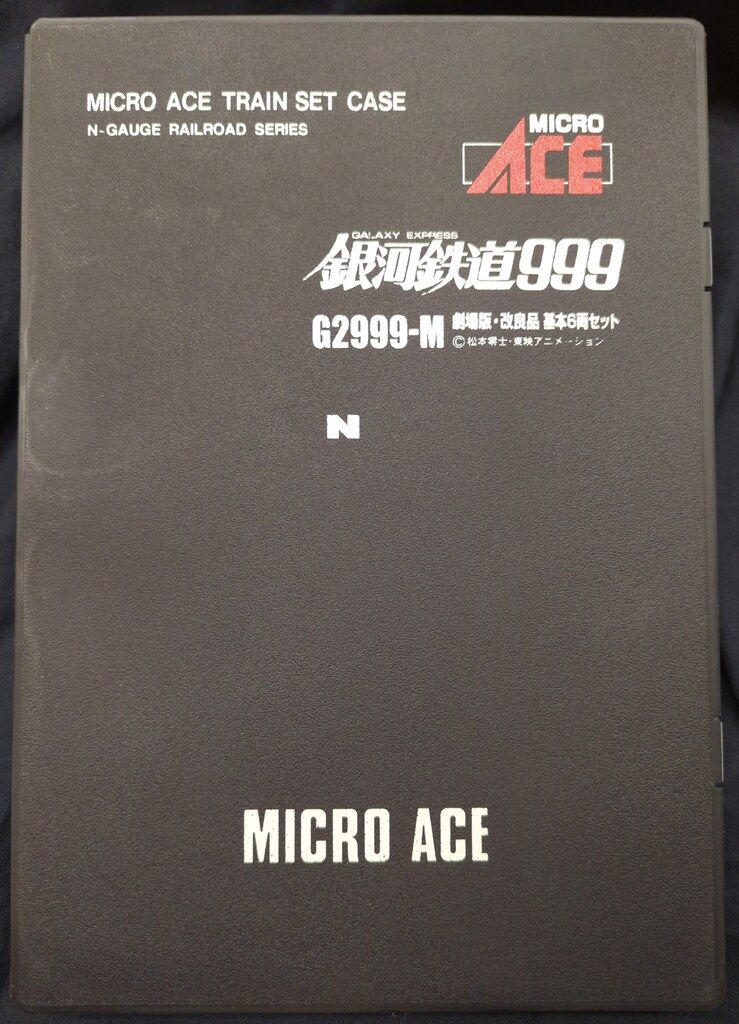 MICRO ACE TRAIN SET CASE
N-GAUGE RAILROAD SERIES
MICRO
ACE
GALAXY EXPRESS
銀河鉄道999
G2999-M 劇場版・改良品 基本6両セット
©松本零士・東映アニメーション
N
MICRO ACE